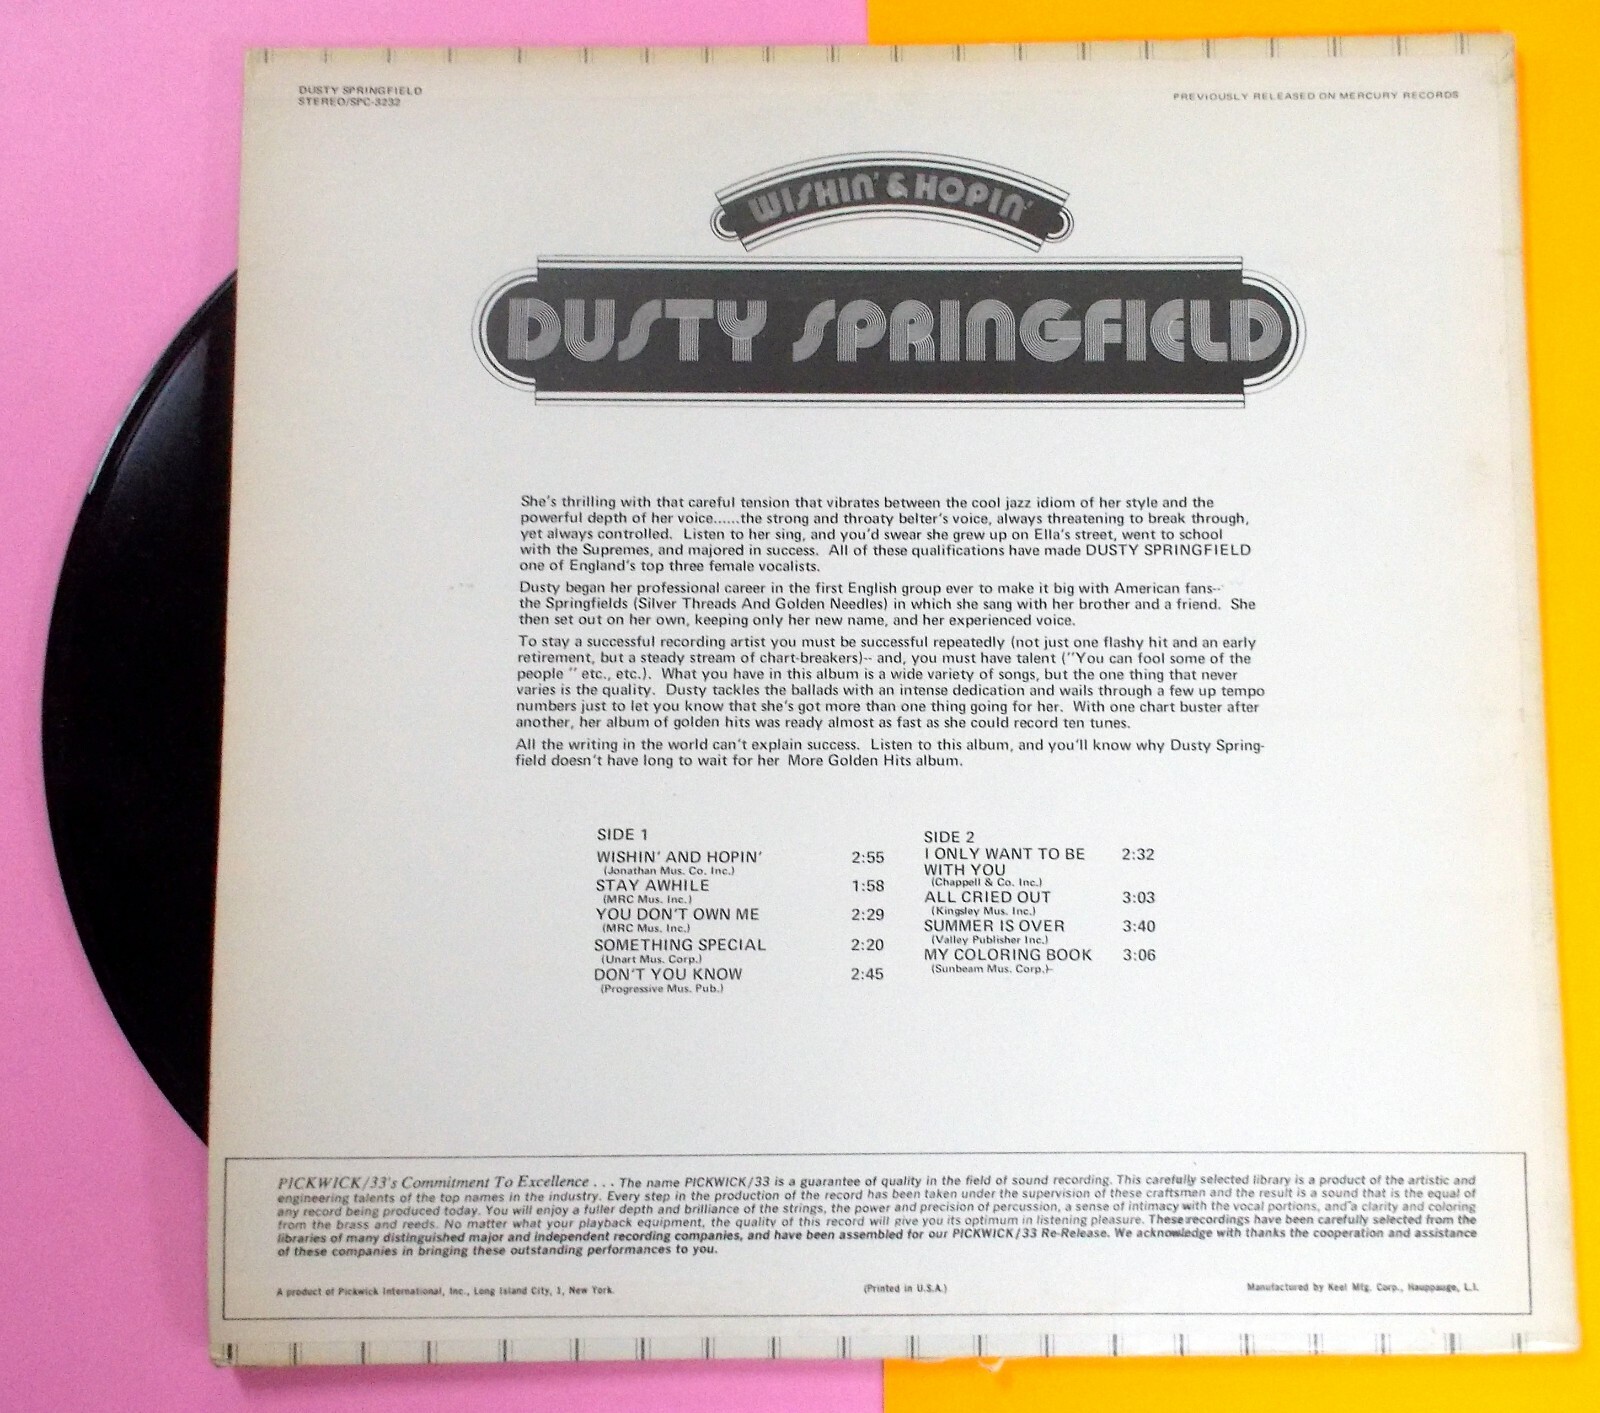 DUSTY SPRINGFIELD
STEREO/SPC-3232
PREVIOUSLY RELEASED ON MERCURY RECORDS
WISHIN' & HOPIN'
DUSTY SPRINGFIELD
She's thrilling with that careful tension that vibrates between the cool jazz idiom of her style and the
powerful depth of her voice......the strong and throaty belter's voice, always threatening to break through,
yet always controlled. Listen to her sing, and you'd swear she grew up on Ella's street, went to school
with the Supremes, and majored in success. All of these qualifications have made DUSTY SPRINGFIELD
one of England's top three female vocalists.
Dusty began her professional career in the first English group ever to make it big with American fans--
the Springfields (Silver Threads And Golden Needles) in which she sang with her brother and a friend. She
then set out on her own, keeping only her new name, and her experienced voice.
To stay a successful recording artist you must be successful repeatedly (not just one flashy hit and an early
retirement, but a steady stream of chart-breakers)-- and, you must have talent ("You can fool some of the
people " etc., etc.). What you have in this album is a wide variety of songs, but the one thing that never
varies is the quality. Dusty tackles the ballads with an intense dedication and wails through a few up tempo
numbers just to let you know that she's got more than one thing going for her. With one chart buster after
another, her album of golden hits was ready almost as fast as she could record ten tunes.
All the writing in the world can't explain success. Listen to this album, and you'll know why Dusty Spring-
field doesn't have long to wait for her More Golden Hits album.
SIDE 1
WISHIN' AND HOPIN' 2:55
(Jonathan Mus. Co. Inc.)
STAY AWHILE 1:58
(MRC Mus. Inc.)
YOU DON'T OWN ME 2:29
(MRC Mus. Inc.)
SOMETHING SPECIAL 2:20
(Unart Mus. Corp.)
DON'T YOU KNOW 2:45
(Progressive Mus. Pub.)
SIDE 2
I ONLY WANT TO BE 2:32
WITH YOU
(Chappell & Co. Inc.)
ALL CRIED OUT 3:03
(Kingsley Mus. Inc.)
SUMMER IS OVER 3:40
(Valley Publisher Inc.)
MY COLORING BOOK 3:06
(Sunbeam Mus. Corp.)
PICKWICK/33's Commitment To Excellence . . . The name PICKWICK/33 is a guarantee of quality in the field of sound recording. This carefully selected library is a product of the artistic and
engineering talents of the top names in the industry. Every step in the production of the record has been taken under the supervision of these craftsmen and the result is a sound that is the equal of
any record being produced today. You will enjoy a fuller depth and brilliance of the strings, the power and precision of percussion, a sense of intimacy with the vocal portions, and a clarity and coloring
from the brass and reeds. No matter what your playback equipment, the quality of this record will give you its optimum in listening pleasure. These recordings have been carefully selected from the
libraries of many distinguished major and independent recording companies, and have been assembled for our PICKWICK/33 Re-Release. We acknowledge with thanks the cooperation and assistance
of these companies in bringing these outstanding performances to you.
A product of Pickwick International, Inc., Long Island City, 1, New York.
(Printed in U.S.A.)
Manufactured by Keel Mfg. Corp., Hauppauge, L.I.